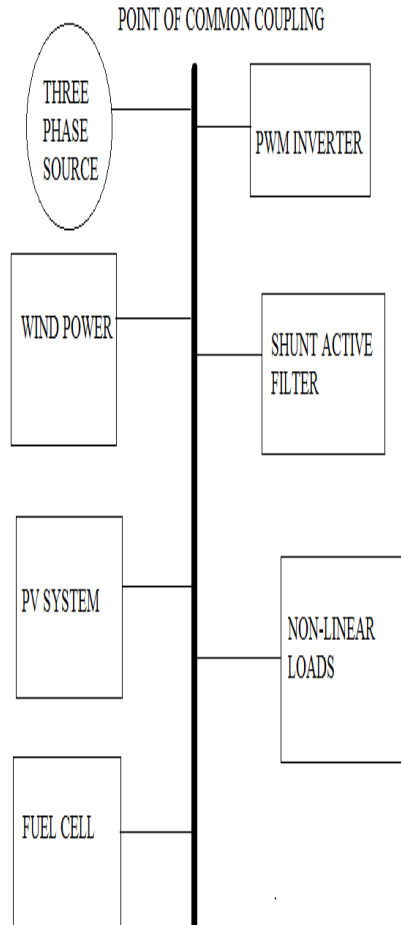 POINT OF COMMON COUPLING
THREE
PHASE
SOURCE
PWM INVERTER
WIND POWER
SHUNT ACTIVE
FILTER
PV SYSTEM
NON-LINEAR
LOADS
FUEL CELL